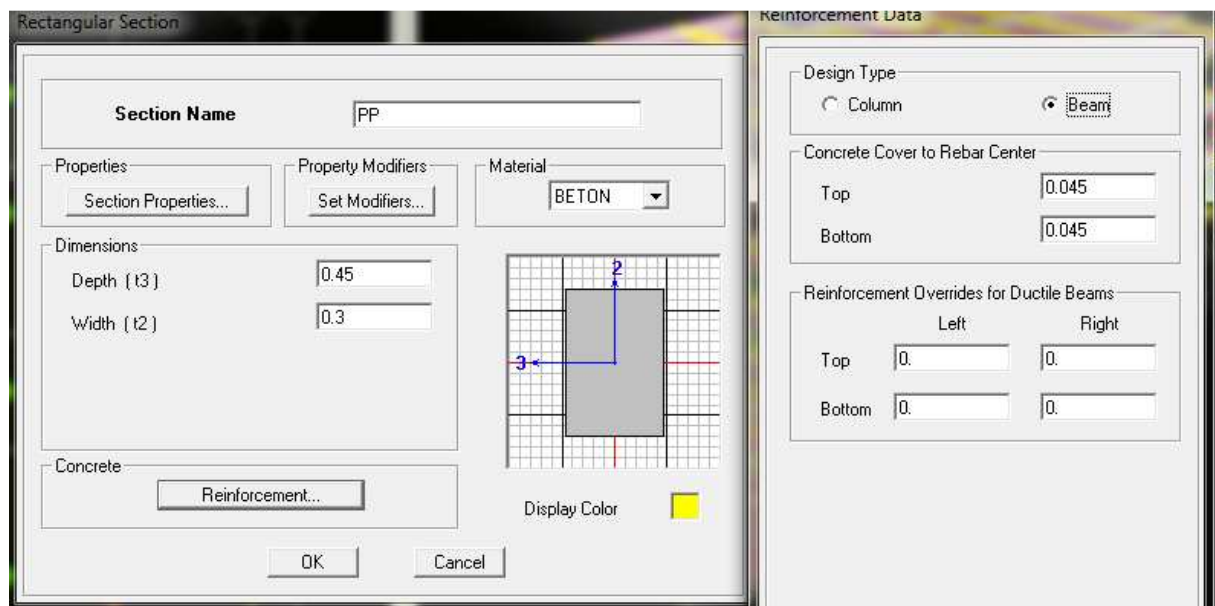 Rectangular Section
Section Name PP
Properties
Section Properties...
Property Modifiers
Set Modifiers...
Material
BETON
Dimensions
Depth ( t3 ) 0.45
Width ( t2 ) 0.3
2
3
Concrete
Reinforcement...
Display Color
OK Cancel
Reinforcement Data
Design Type
Column Beam
Concrete Cover to Rebar Center
Top 0.045
Bottom 0.045
Reinforcement Overrides for Ductile Beams
Left Right
Top 0. 0.
Bottom 0. 0.